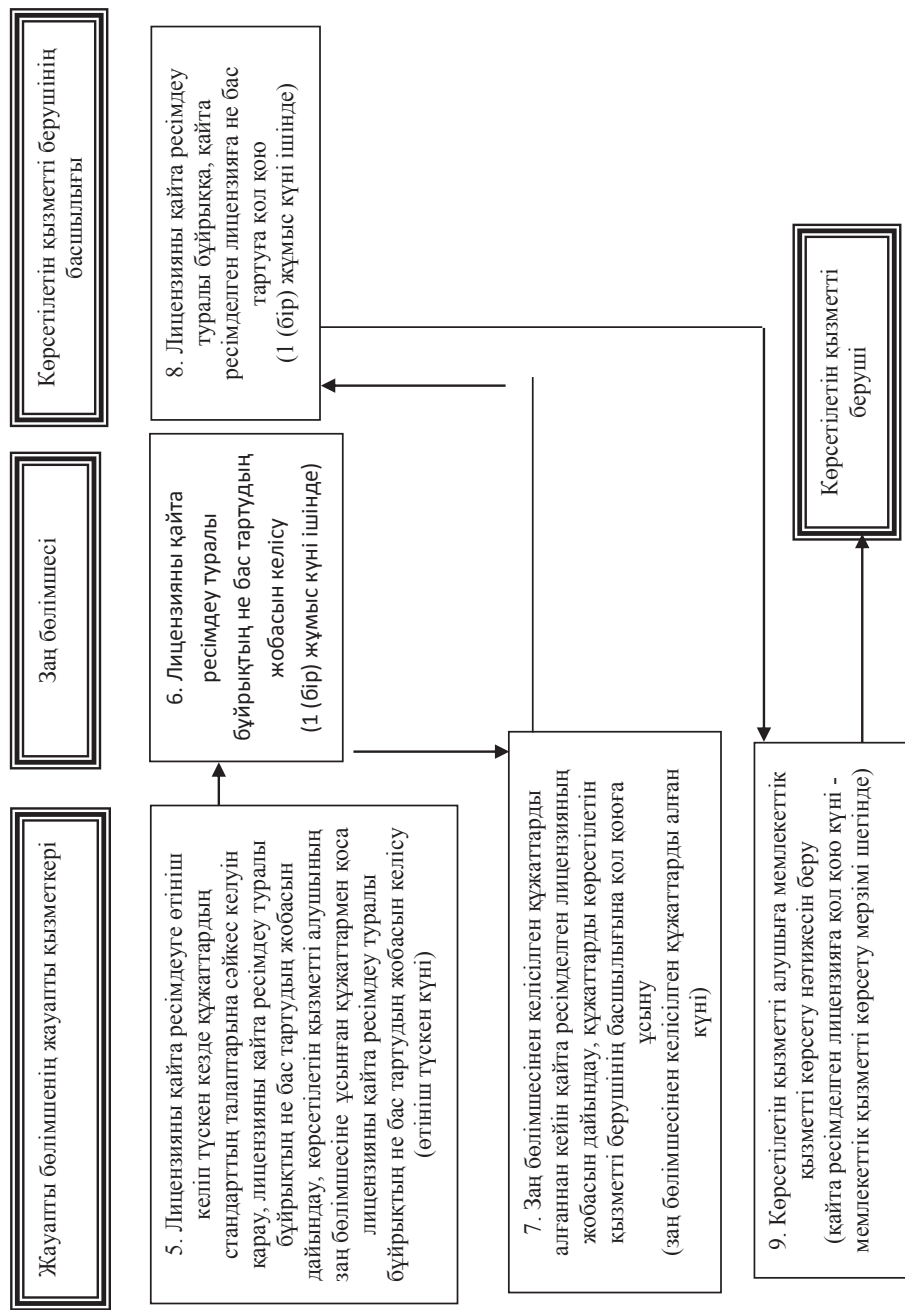 Жауапты бөлімшенің жауапты қызметкері
Заң бөлімшесі
Көрсетілетін қызметті берушінің
басшылығы
5. Лицензияны қайта ресімдеуге өтініш
келіп түскен кезде құжаттардың
стандарттың талаптарына сәйкес келуін
қарау, лицензияны қайта ресімдеу туралы
бұйрықтың не бас тартудың жобасын
дайындау, көрсетілетін қызметті алушының
заң бөлімшесіне ұсынған құжаттармен қоса
лицензияны қайта ресімдеу туралы
бұйрықтың не бас тартудың жобасын келісу
(өтініш түскен күні)
6. Лицензияны қайта
ресімдеу туралы
бұйрықтың не бас тартудың
жобасын келісу
(1 (бір) жұмыс күні ішінде)
8. Лицензияны қайта ресімдеу
туралы бұйрыққа, қайта
ресімделген лицензияға не бас
тартуға қол қою
(1 (бір) жұмыс күні ішінде)
7. Заң бөлімшесінен келісілген құжаттарды
алғаннан кейін қайта ресімделген лицензияның
жобасын дайындау, құжаттарды көрсетілетін
қызметті берушінің басшылығына қол қоюға
ұсыну
(заң бөлімшесінен келісілген құжаттарды алған
күні)
9. Көрсетілетін қызметті алушыға мемлекеттік
қызметті көрсету нәтижесін беру
(қайта ресімделген лицензияға қол қою күні -
мемлекеттік қызметті көрсету мерзімі шегінде)
Көрсетілетін қызметті
беруші